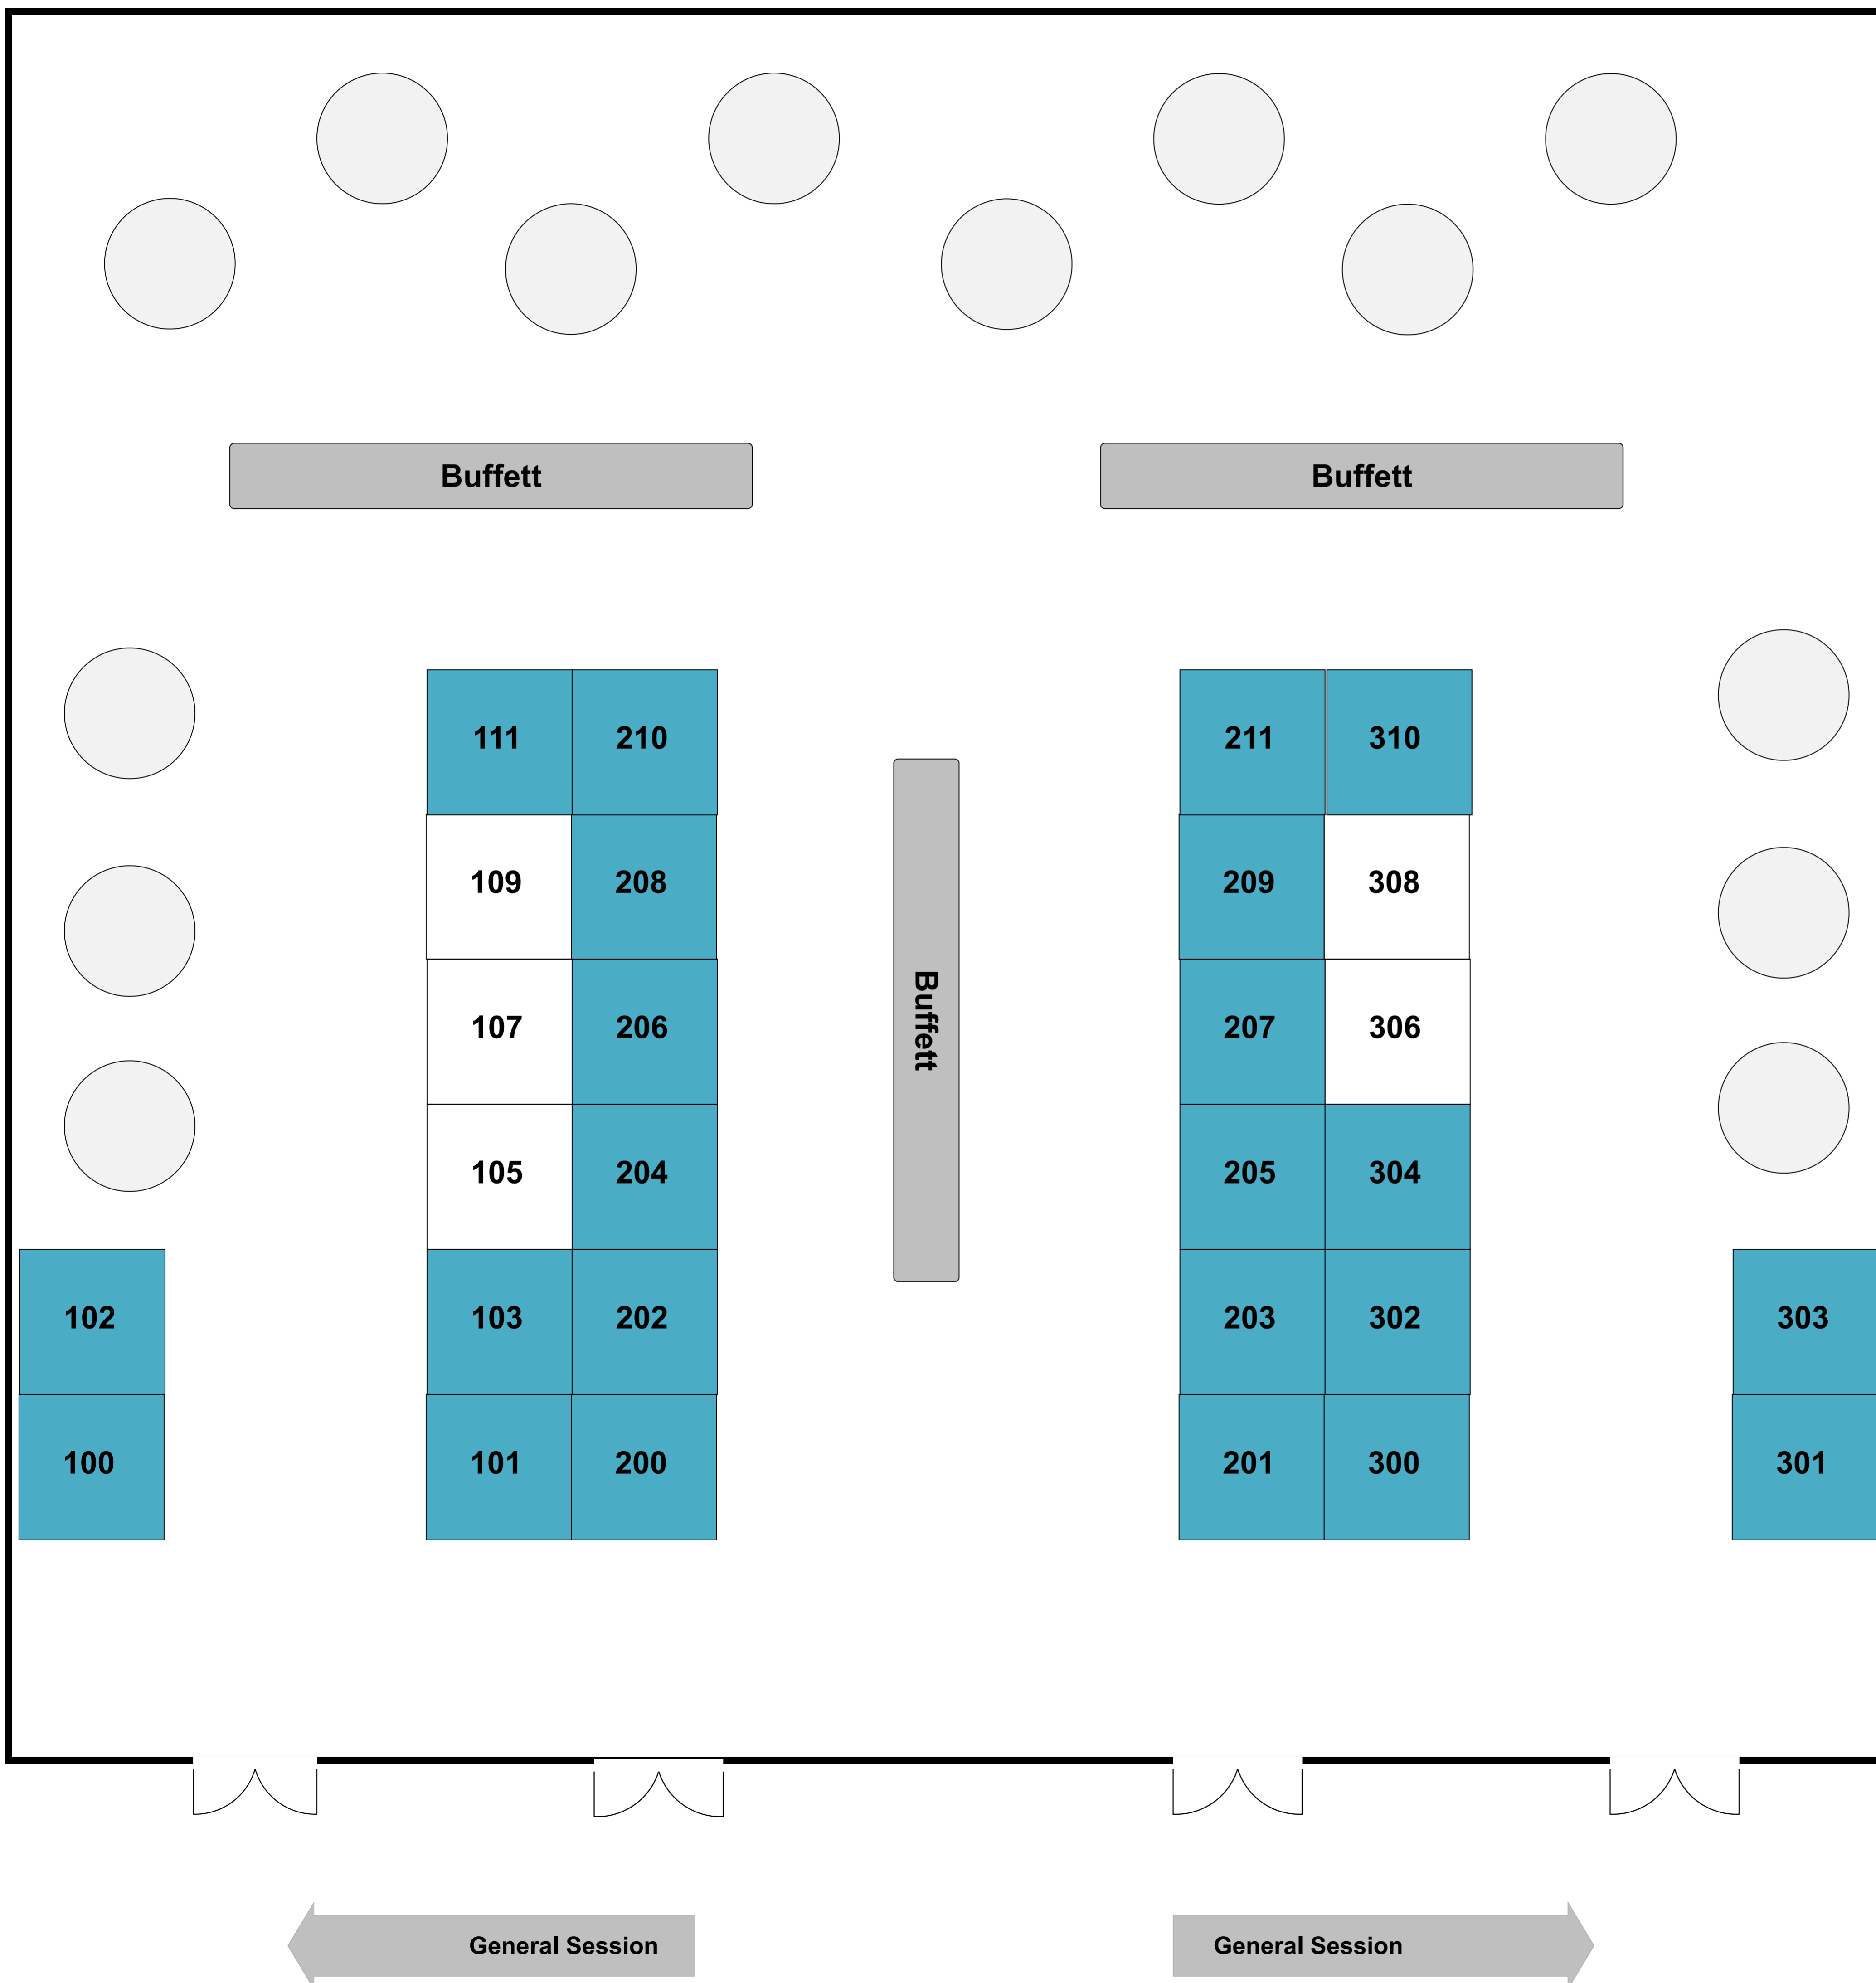 Buffett
Buffett
111 210 211 310
109 208 209 308
Buffett
107 206 207 306
105 204 205 304
102 103 202 203 302 303
100 101 200 201 300 301
General Session
General Session